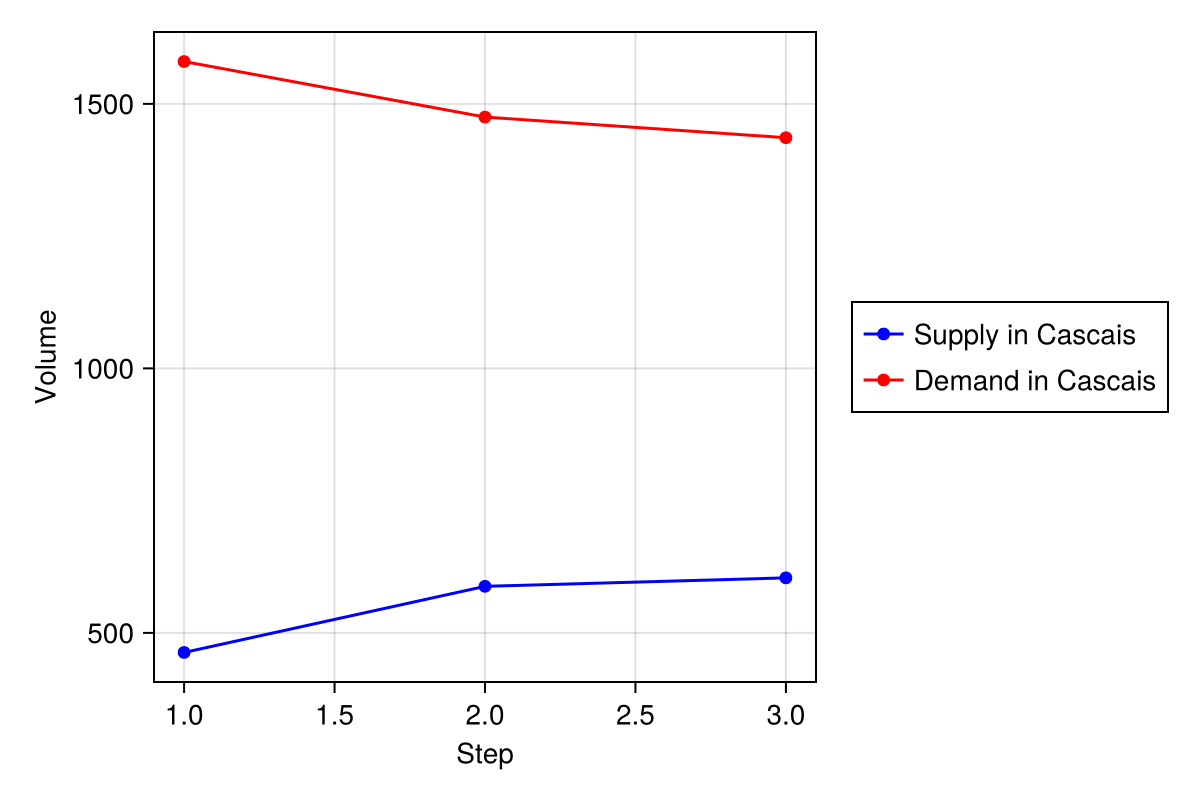 1500
1000
500
Volume
1.0 1.5 2.0 2.5 3.0
Step
Supply in Cascais
Demand in Cascais